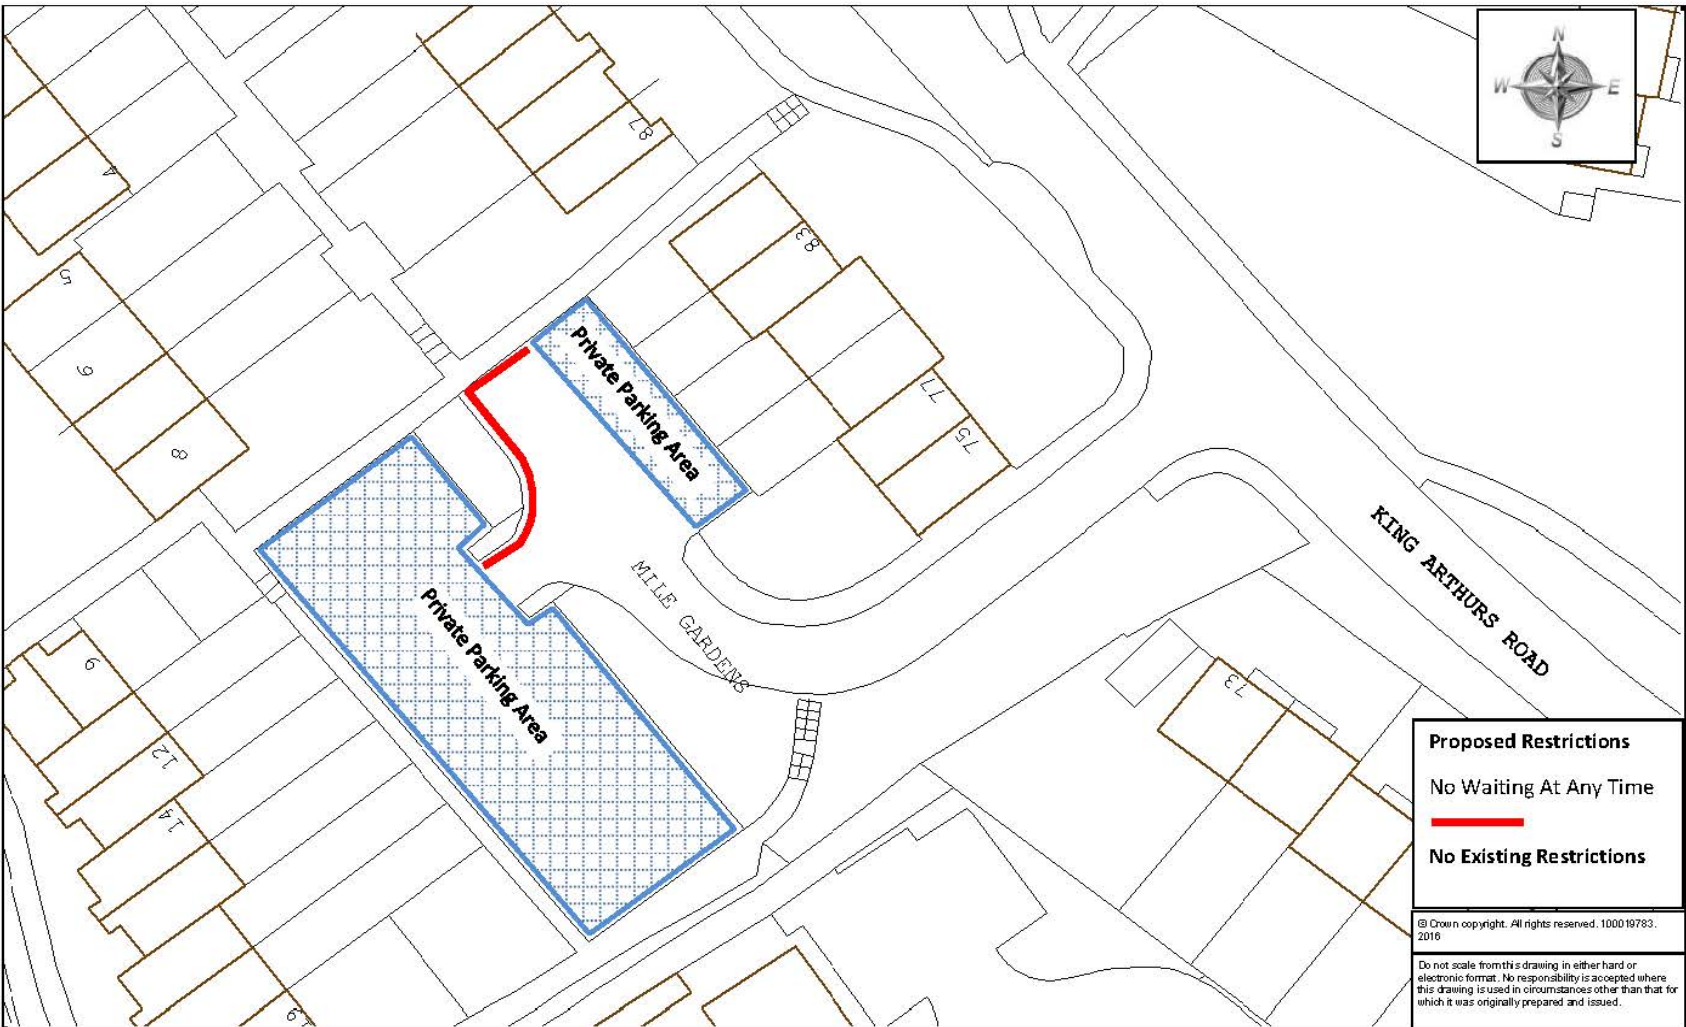 N
W E
S
87
4
83
5
6
8
77
75
Private Parking Area
Private Parking Area
MILE GARDENS
KING ARTHURS ROAD
73
9
12
14
19
Proposed Restrictions
No Waiting At Any Time
No Existing Restrictions
© Crown copyright. All rights reserved. 100019783.
2016
Do not scale from this drawing in either hard or
electronic format. No responsibility is accepted where
this drawing is used in circumstances other than that for
which it was originally prepared and issued.